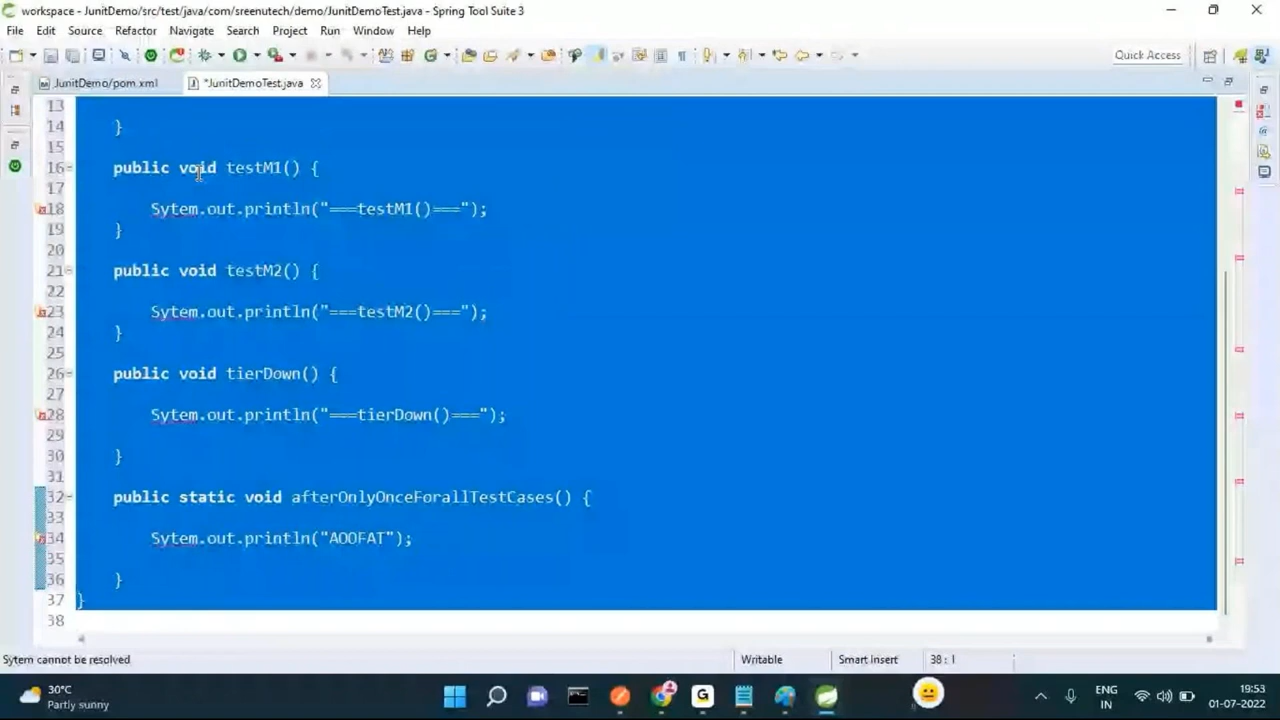 workspace - JunitDemo/src/test/java/com/sreenutech/demo/JunitDemoTest.java - Spring Tool Suite 3
File Edit Source Refactor Navigate Search Project Run Window Help
Quick Access
JunitDemo/pom.xml *JunitDemoTest.java
13
14 }
15
16 public void testM1() {
17
18 Sytem.out.println("===testM1()===");
19 }
20
21 public void testM2() {
22
23 Sytem.out.println("===testM2()===");
24 }
25
26 public void tierDown() {
27
28 Sytem.out.println("===tierDown()===");
29
30 }
31
32 public static void afterOnlyOnceForallTestCases() {
33
34 Sytem.out.println("AOOFAT");
35
36 }
37 }
38
Sytem cannot be resolved Writable Smart Insert 38 : 1
30°C
Partly sunny
ENG
IN
19:53
01-07-2022